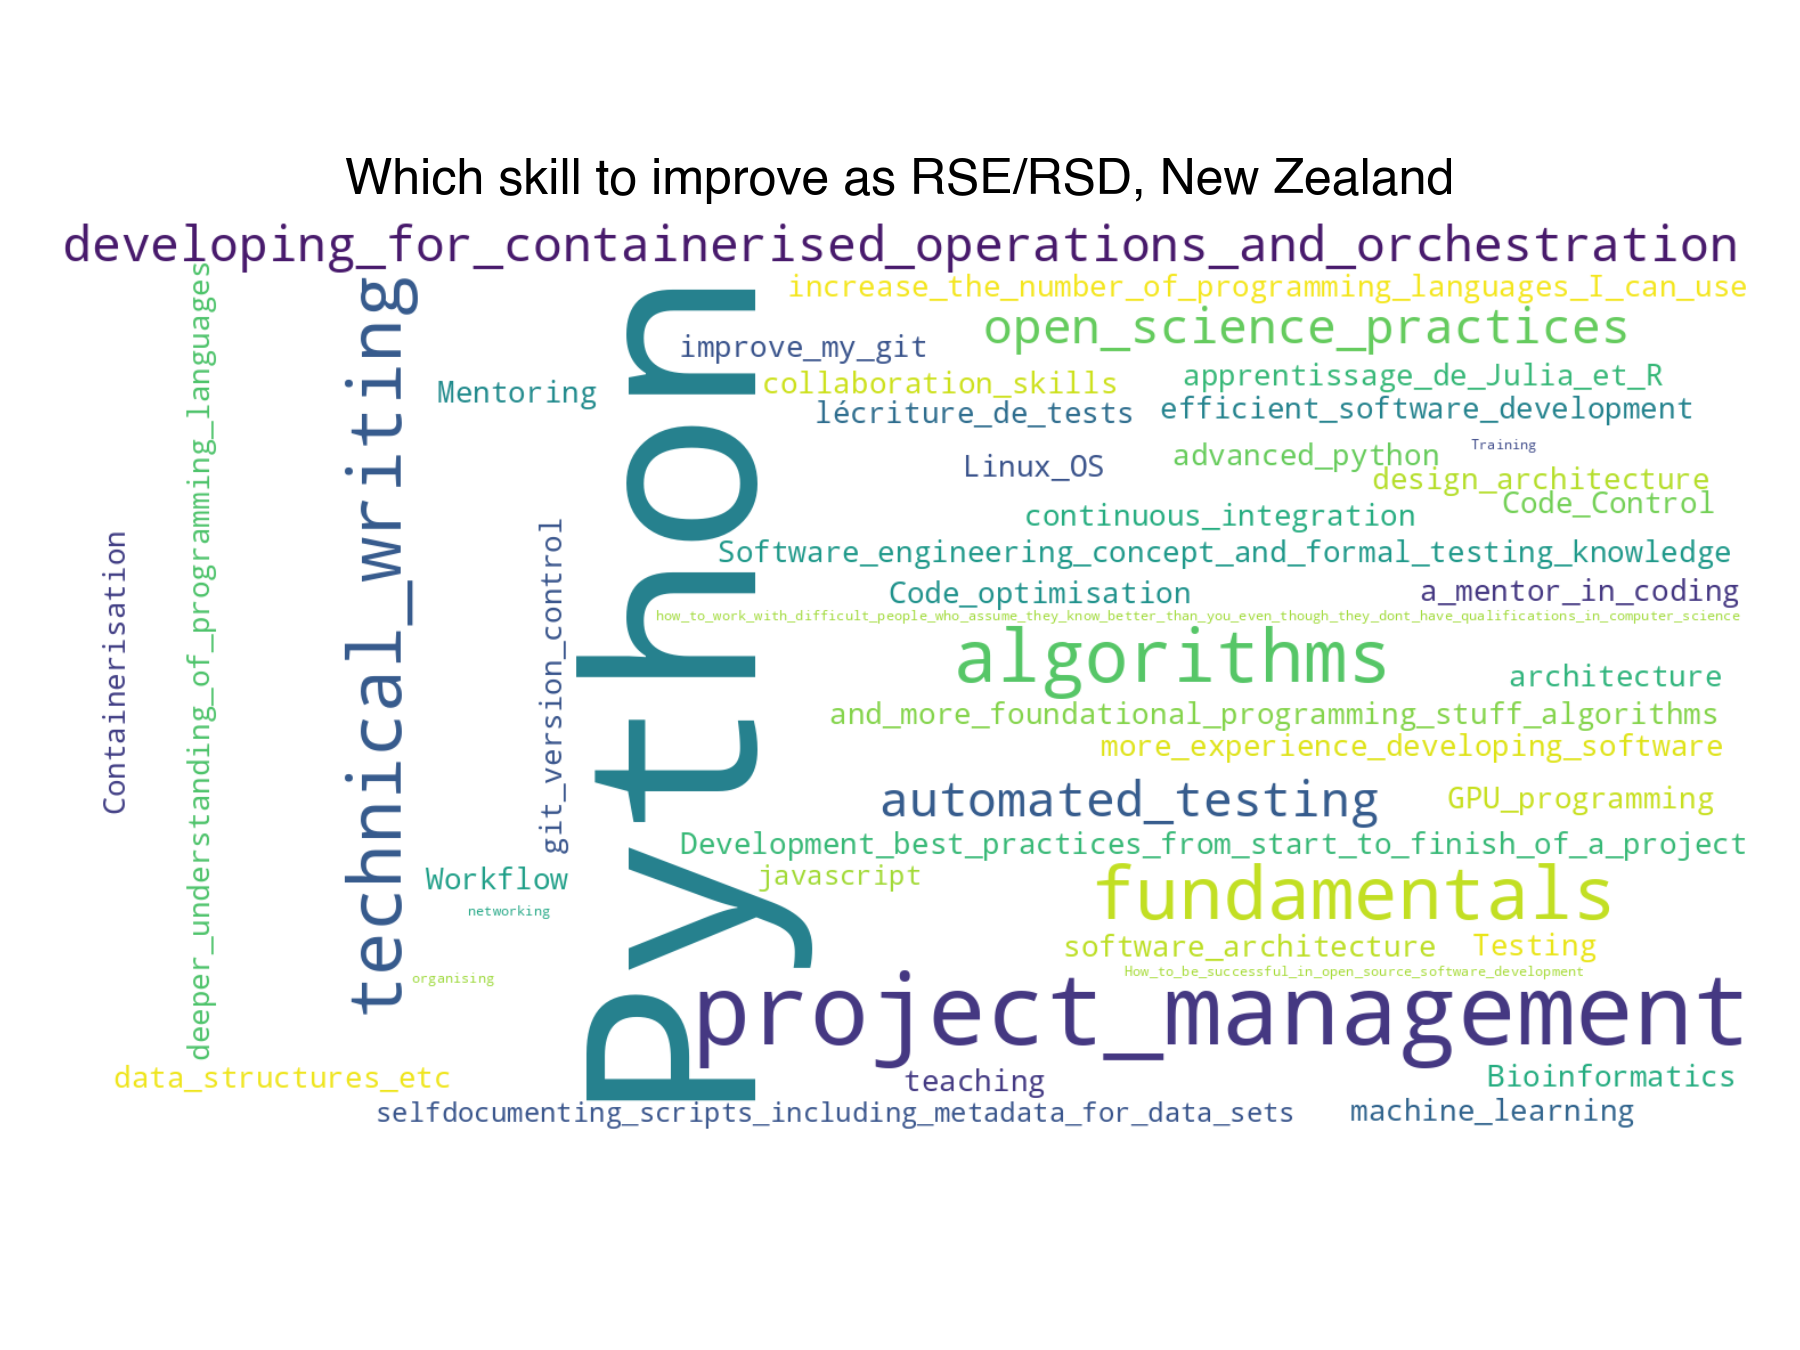 Which skill to improve as RSE/RSD, New Zealand
developing_for_containerised_operations_and_orchestration
increase_the_number_of_programming_languages_I_can_use
open_science_practices
improve_my_git
collaboration_skills
apprentissage_de_Julia_et_R
Mentoring
lécriture_de_tests
efficient_software_development
Training
advanced_python
Linux_OS
design_architecture
Code_Control
continuous_integration
Software_engineering_concept_and_formal_testing_knowledge
Code_optimisation
a_mentor_in_coding
how_to_work_with_difficult_people_who_assume_they_know_better_than_you_even_though_they_dont_have_qualifications_in_computer_science
Containerisation
deeper_understanding_of_programming_languages
technical_writing
git_version_control
Python
algorithms
architecture
and_more_foundational_programming_stuff_algorithms
more_experience_developing_software
automated_testing
GPU_programming
Development_best_practices_from_start_to_finish_of_a_project
Workflow
javascript
fundamentals
networking
software_architecture
Testing
How_to_be_successful_in_open_source_software_development
organising
project_management
data_structures_etc
teaching
Bioinformatics
selfdocumenting_scripts_including_metadata_for_data_sets
machine_learning